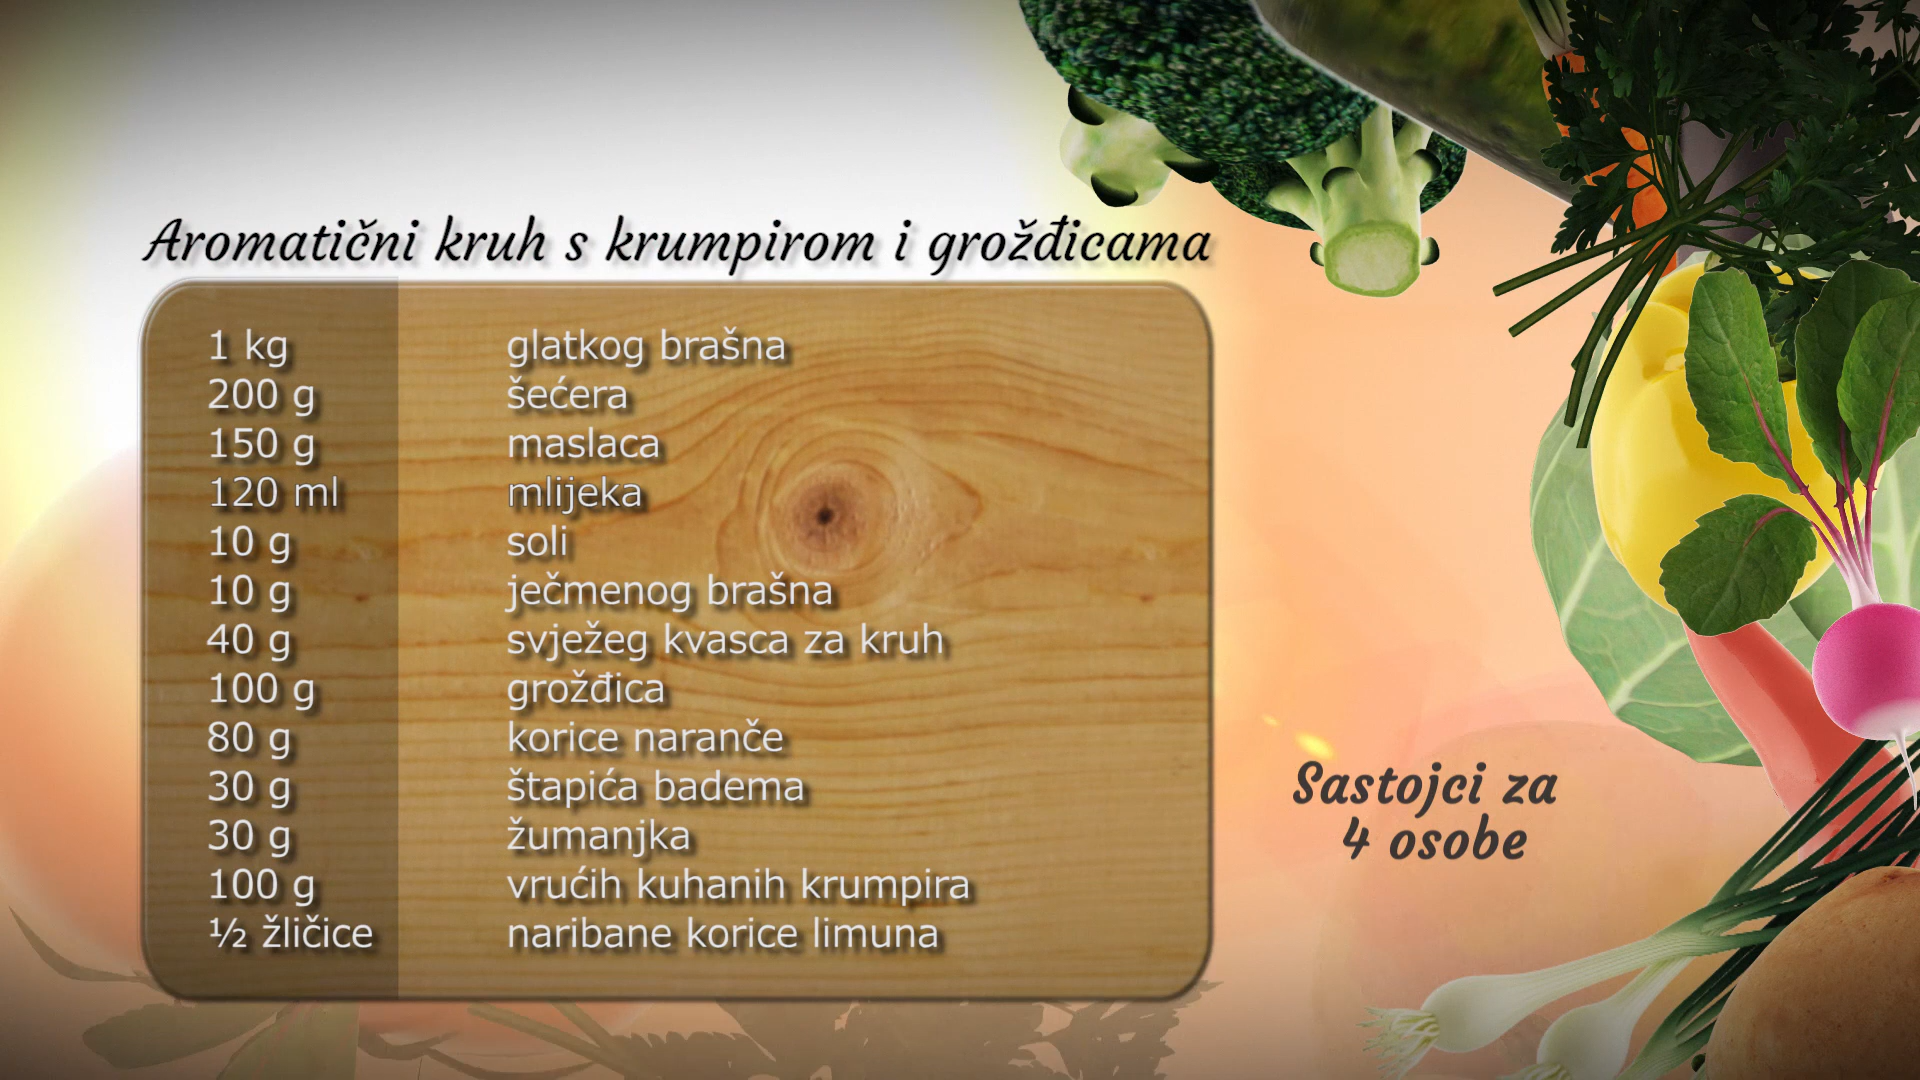 Aromatični kruh s krumpirom i grožđicama
1 kg glatkog brašna
200 g šećera
150 g maslaca
120 ml mlijeka
10 g soli
10 g ječmenog brašna
40 g svježeg kvasca za kruh
100 g grožđica
80 g korice naranče
30 g štapića badema
30 g žumanjka
100 g vrućih kuhanih krumpira
½ žličice naribane korice limuna
Sastojci za
4 osobe